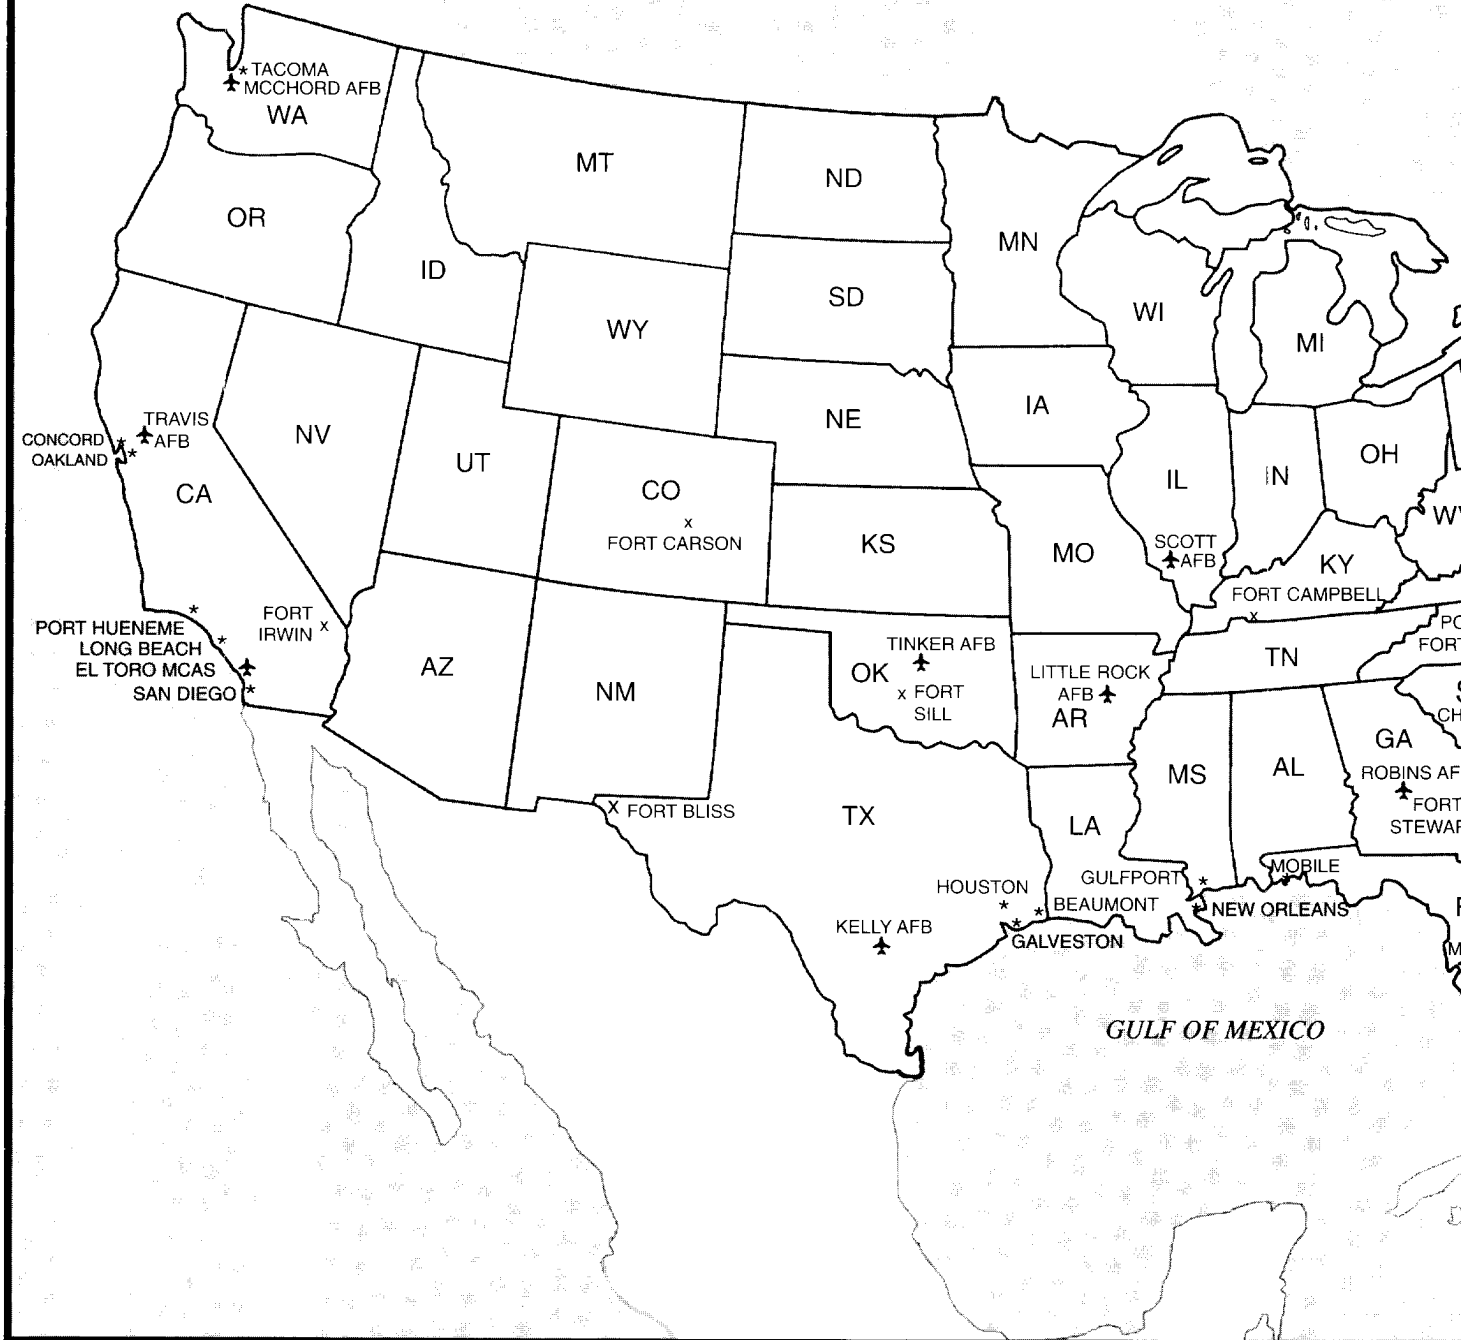 * TACOMA
MCCHORD AFB
WA
MT
ND
OR
MN
ID
SD
WI
WY
MI
IA
NE
TRAVIS
AFB
NV
CONCORD
OAKLAND
OH
UT
IL
IN
CA
CO
x
FORT CARSON
KS
MO
SCOTT
AFB
KY
FORT CAMPBELL
x
FORT
IRWIN x
PORT HUENEME
LONG BEACH
EL TORO MCAS
SAN DIEGO *
TINKER AFB
OK
x FORT
SILL
LITTLE ROCK
AFB
AR
TN
AZ
NM
GA
MS
AL
ROBINS AF
FORT
STEWAR
x FORT BLISS
TX
LA
MOBILE
GULFPORT *
HOUSTON
*
* BEAUMONT
* NEW ORLEANS
KELLY AFB
*
GALVESTON
GULF OF MEXICO